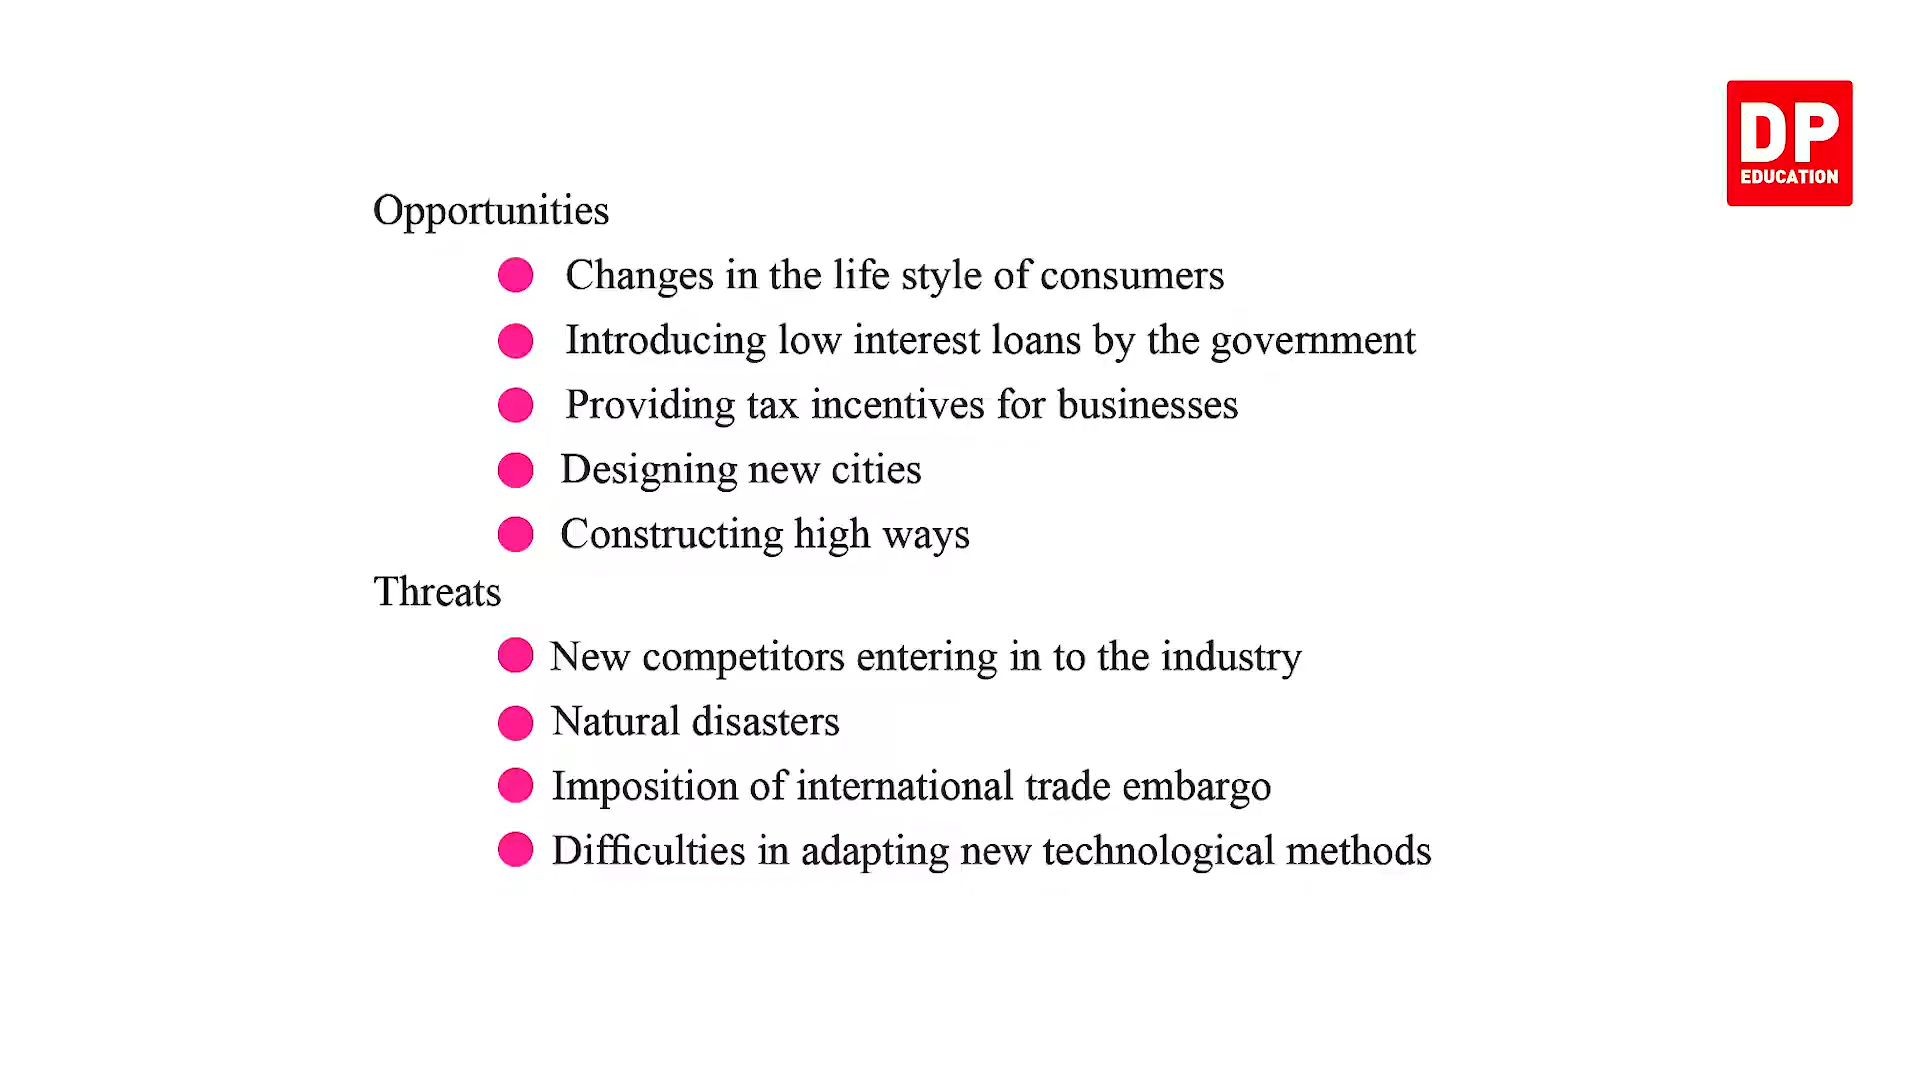 DP
EDUCATION
Opportunities
Changes in the life style of consumers
Introducing low interest loans by the government
Providing tax incentives for businesses
Designing new cities
Constructing high ways
Threats
New competitors entering in to the industry
Natural disasters
Imposition of international trade embargo
Difficulties in adapting new technological methods